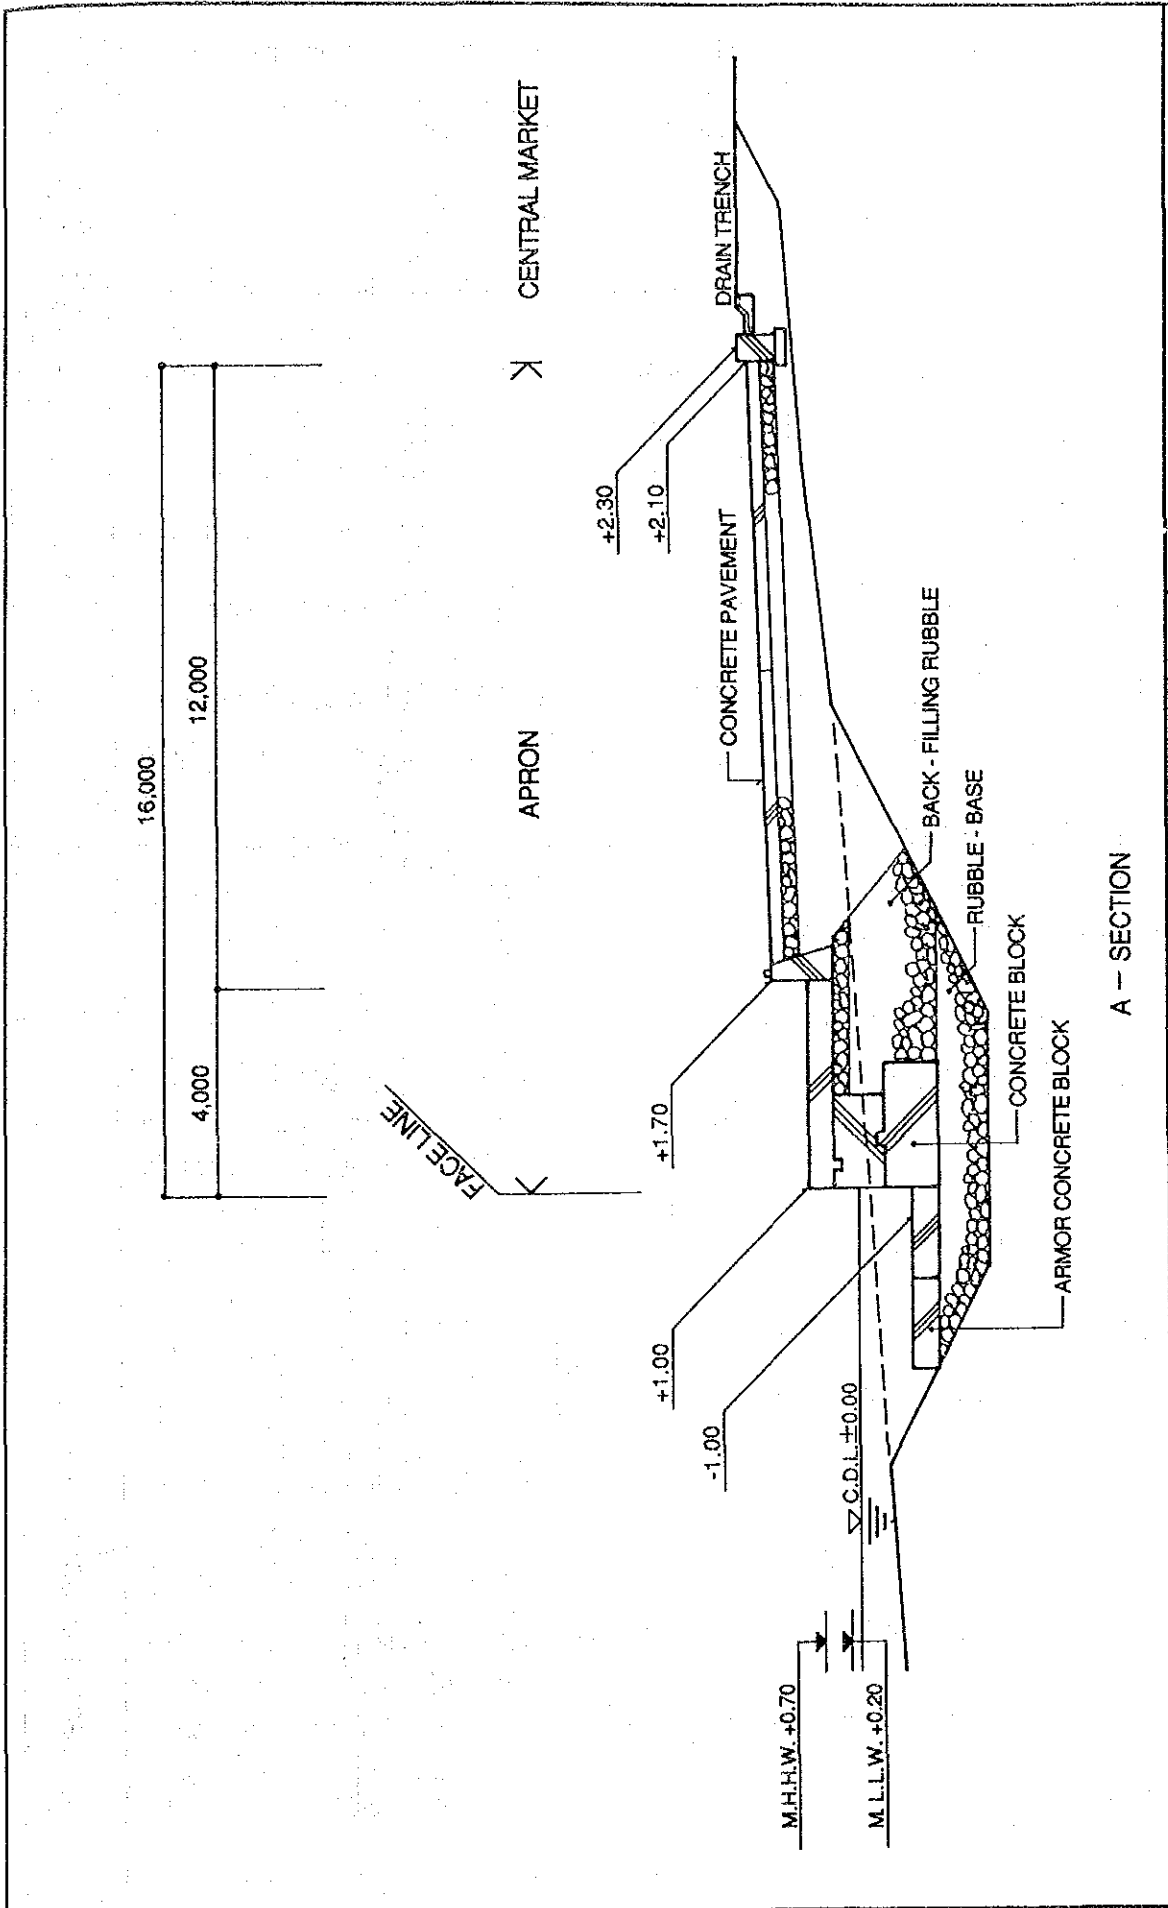 16,000
4,000
12,000
FACE LINE
APRON
CENTRAL MARKET
+2.30
+2.10
+1.70
+1.00
-1.00
CONCRETE PAVEMENT
DRAIN TRENCH
M.H.H.W. +0.70
C.D.L. ±0.00
M.L.L.W. +0.20
BACK - FILLING RUBBLE
RUBBLE - BASE
CONCRETE BLOCK
ARMOR CONCRETE BLOCK
A - SECTION